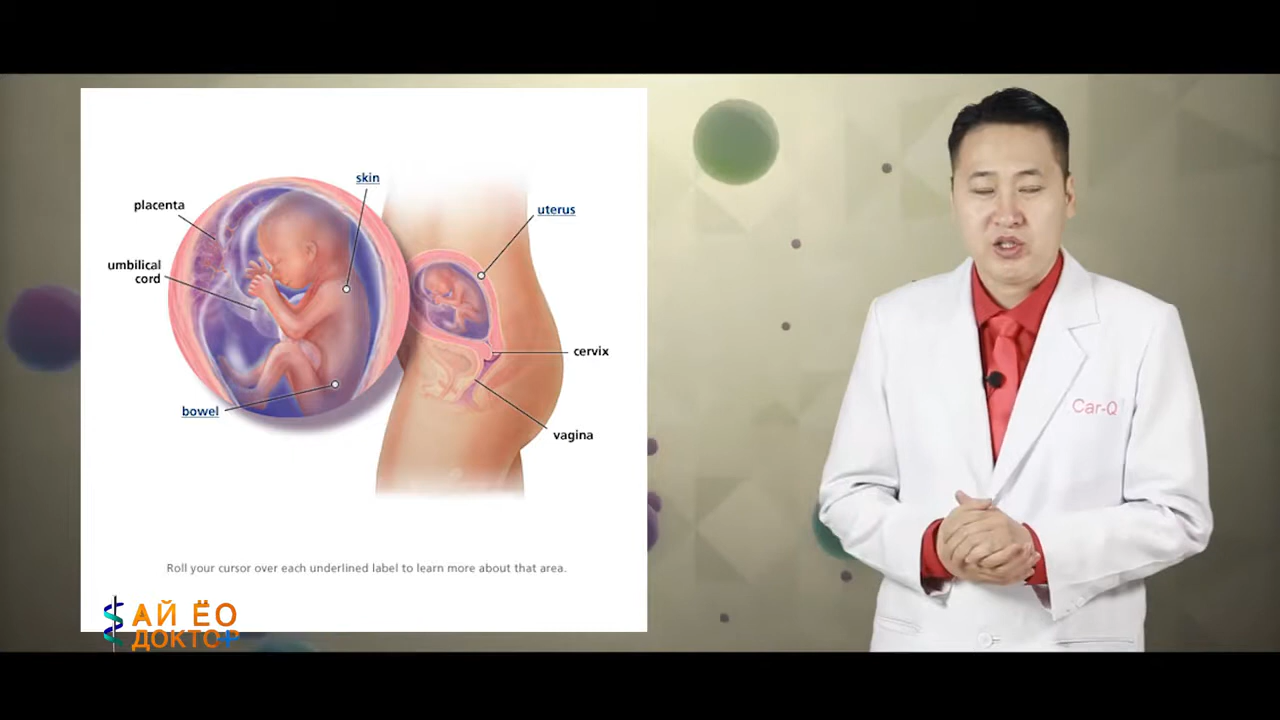 skin
placenta
uterus
umbilical
cord
cervix
bowel
vagina
Roll your cursor over each underlined label to learn more about that area.
АЙ ЁО
ДОКТОР
Car-Q